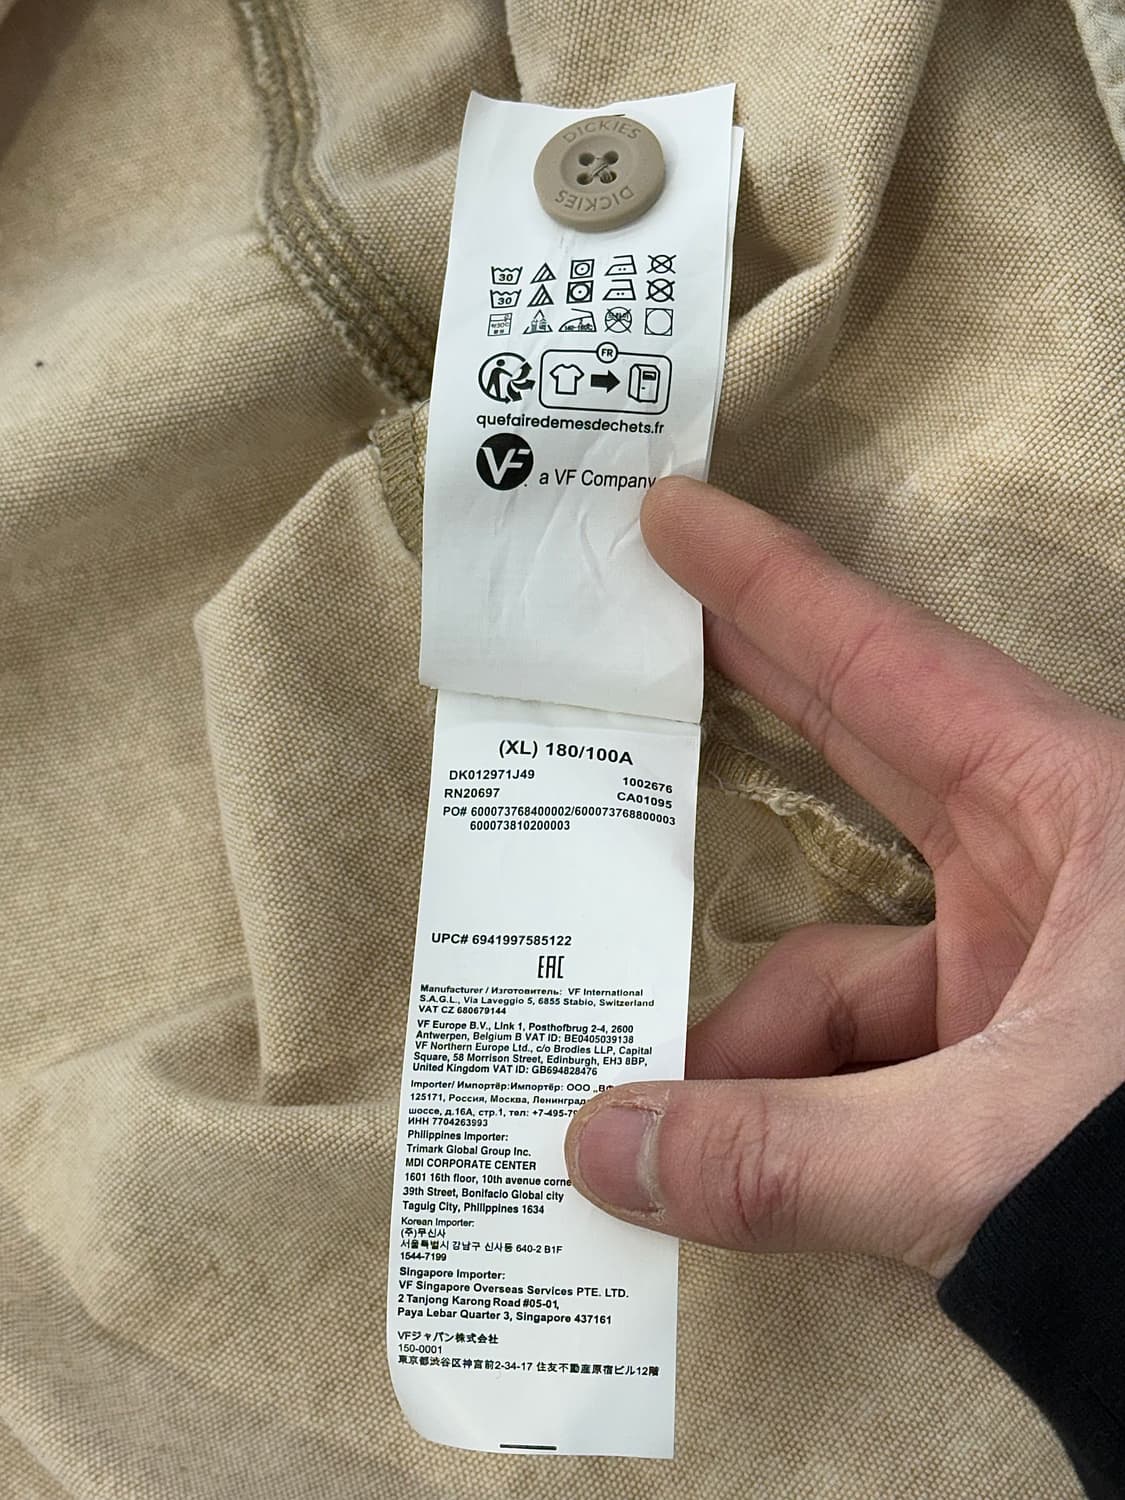 DICKIES
DICKIES
30
30
FR
quefairedemesdechets.fr
VF. a VF Company
(XL) 180/100A
DK012971J49 1002676
RN20697 CA01095
PO# 600073768400002/600073768800003
600073810200003
UPC# 6941997585122
EAC
Manufacturer / Изготовитель: VF International
S.A.G.L., Via Laveggio 5, 6855 Stabio, Switzerland
VAT CZ 680679144
VF Europe B.V., Link 1, Posthofbrug 2-4, 2600
Antwerpen, Belgium B VAT ID: BE0405039138
VF Northern Europe Ltd., c/o Brodies LLP, Capital
Square, 58 Morrison Street, Edinburgh, EH3 8BP,
United Kingdom VAT ID: GB694828476
Importer/ Импортёр:Импортёр: ООО
125171, Россия, Москва, Ленинград
шоссе, д.16А, стр.1, тел: +7-495-7
ИНН 7704263993
Philippines Importer:
Trimark Global Group Inc.
MDI CORPORATE CENTER
1601 16th floor, 10th avenue corne
39th Street, Bonifacio Global city
Taguig City, Philippines 1634
Korean Importer:
(주)무신사
서울특별시 강남구 신사동 640-2 B1F
1544-7199
Singapore Importer:
VF Singapore Overseas Services PTE. LTD.
2 Tanjong Karong Road #05-01,
Paya Lebar Quarter 3, Singapore 437161
VFジャパン株式会社
150-0001
東京都渋谷区神宮前2-34-17 住友不動産原宿ビル12階